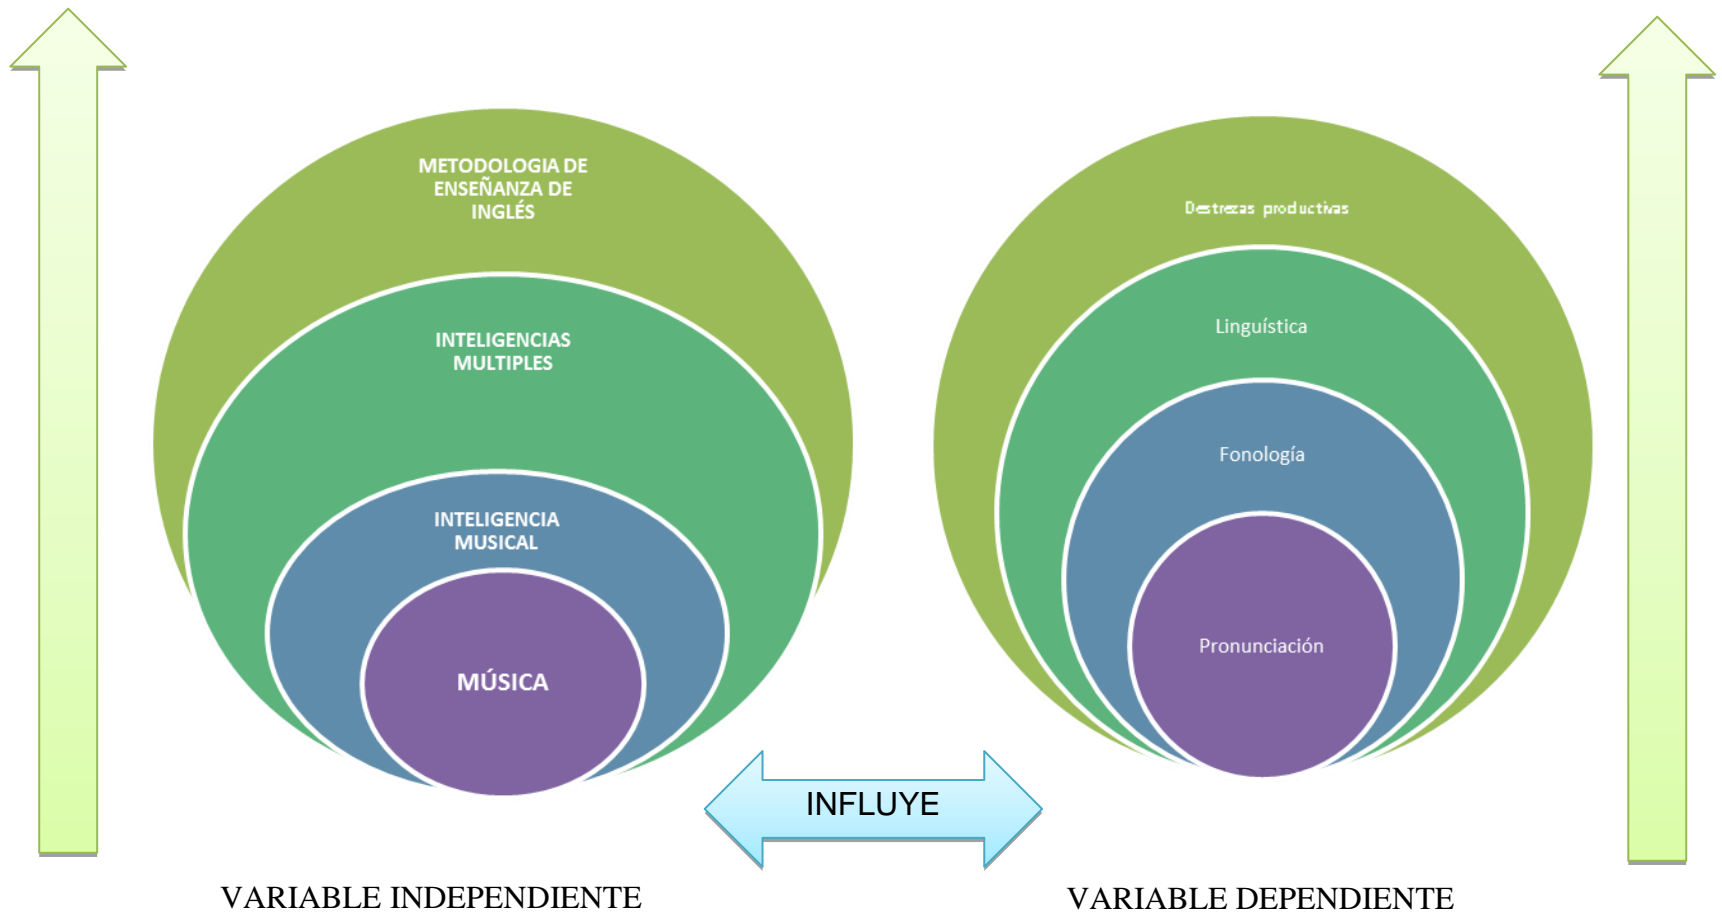 METODOLOGIA DE
ENSEÑANZA DE
INGLÉS
INTELIGENCIAS
MULTIPLES
INTELIGENCIA
MUSICAL
MÚSICA
Destrezas productivas
Linguística
Fonología
Pronunciación
INFLUYE
VARIABLE INDEPENDIENTE
VARIABLE DEPENDIENTE